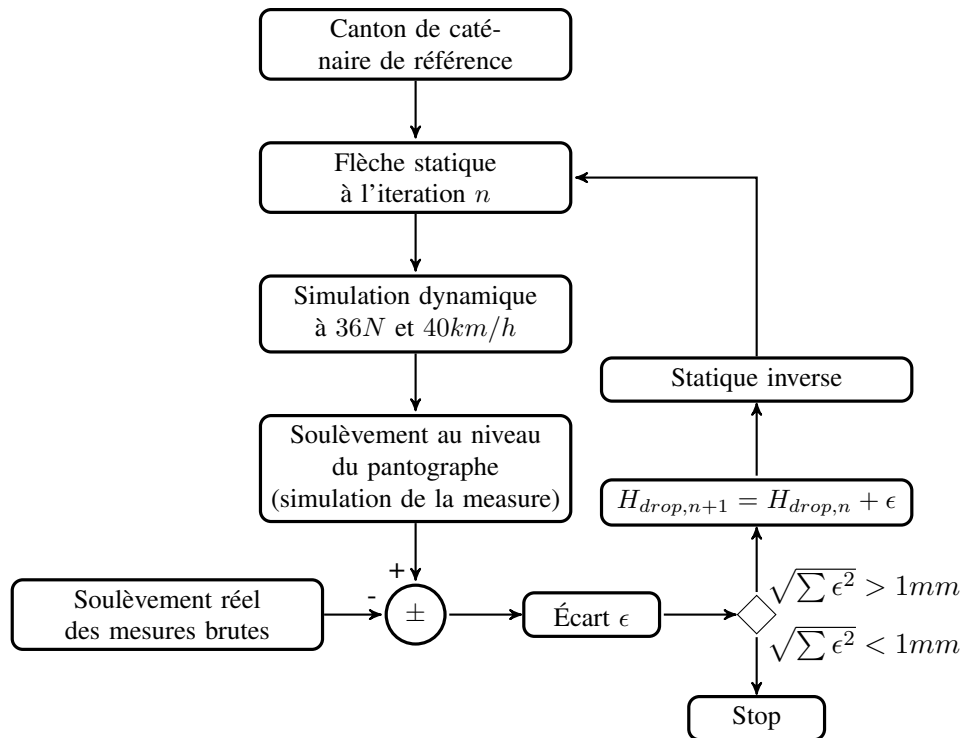 Canton de caté-
naire de référence
Flèche statique
à l'iteration n
Simulation dynamique
à 36N et 40km/h
Statique inverse
Soulèvement au niveau
du pantographe
(simulation de la measure)
H_{drop,n+1} = H_{drop,n} + ϵ
+
-
±
Soulèvement réel
des mesures brutes
Écart ϵ
√∑ ϵ² > 1mm
√∑ ϵ² < 1mm
Stop